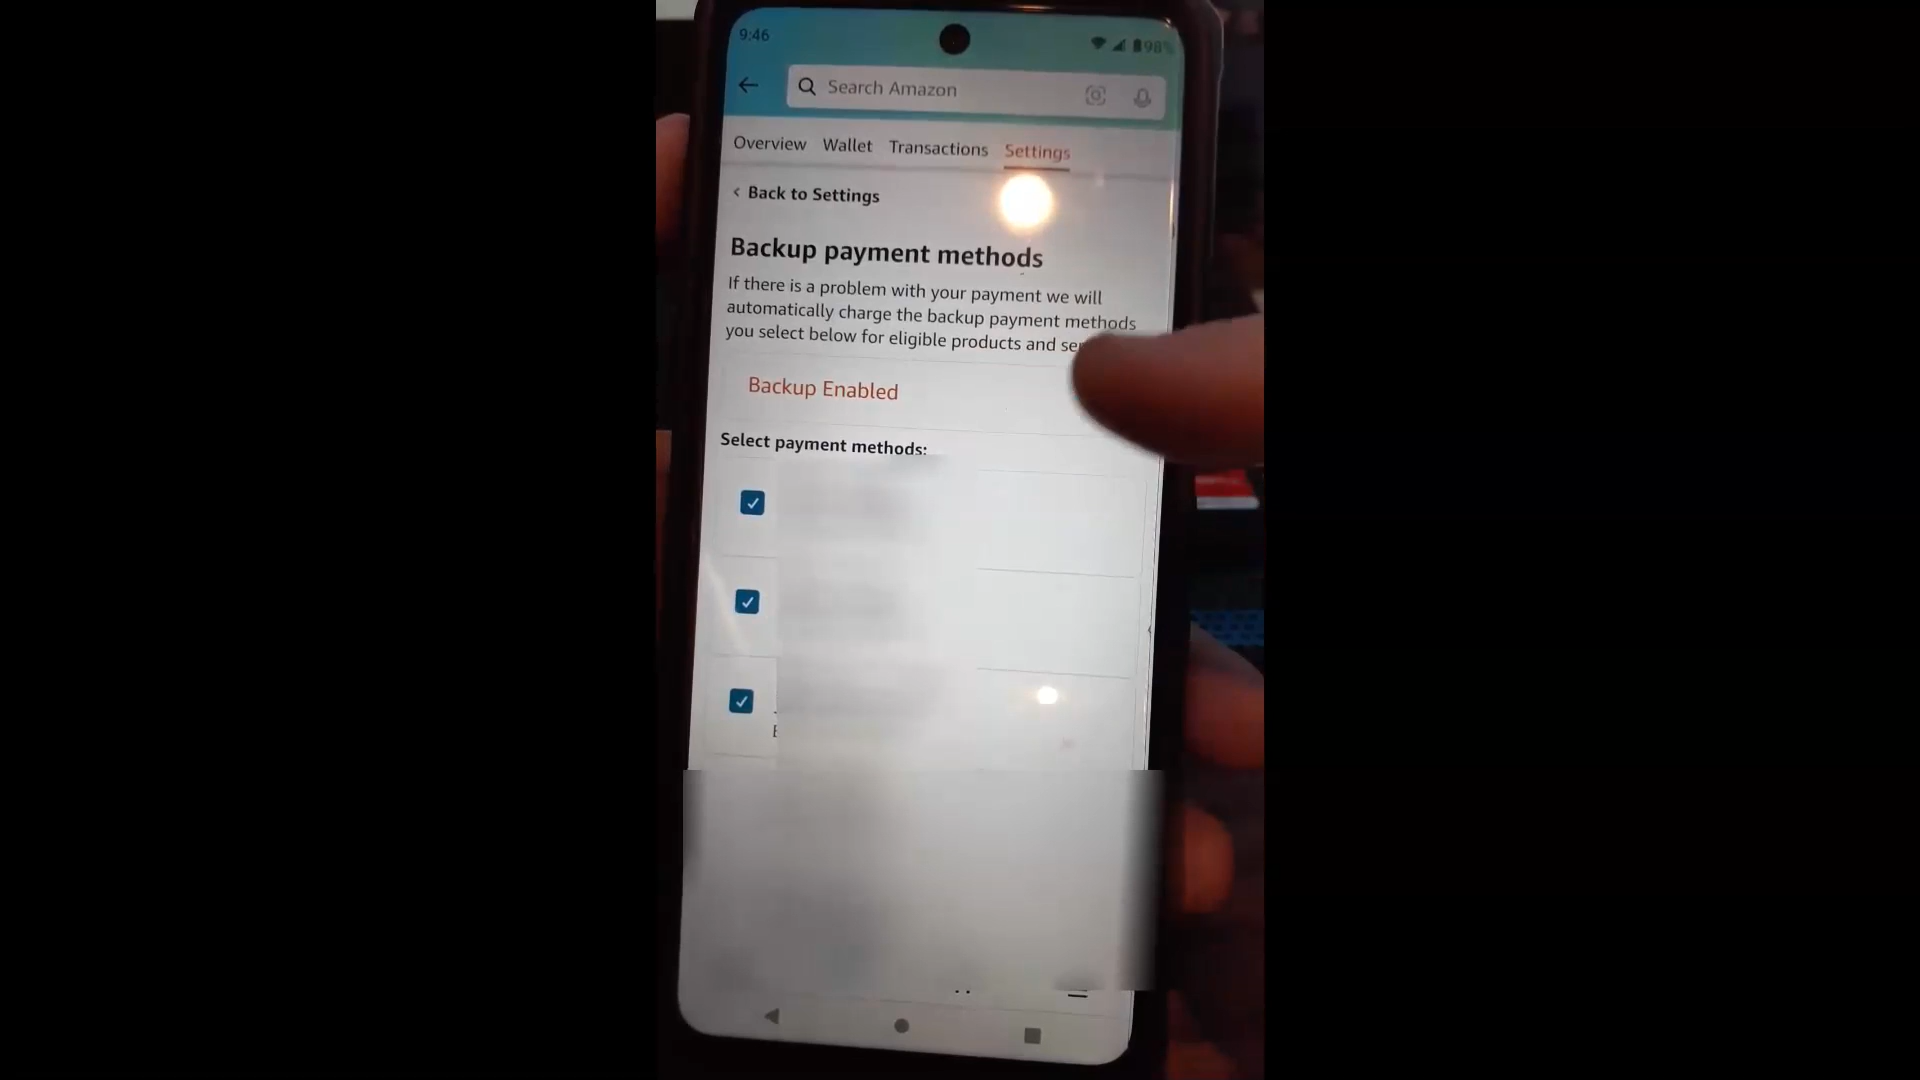 9:46
98%
Search Amazon
Overview Wallet Transactions Settings
< Back to Settings
Backup payment methods
If there is a problem with your payment we will
automatically charge the backup payment methods
you select below for eligible products and
Backup Enabled
Select payment methods: